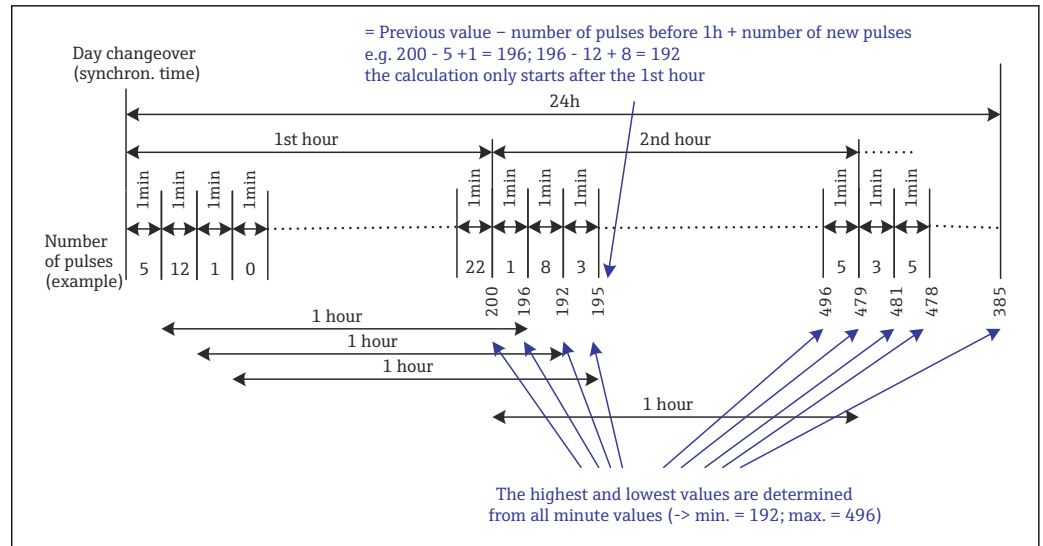 = Previous value – number of pulses before 1h + number of new pulses
e.g. 200 - 5 +1 = 196; 196 - 12 + 8 = 192
the calculation only starts after the 1st hour
Day changeover
(synchron. time)
24h
1st hour
2nd hour
1min 1min 1min 1min 1min 1min 1min 1min 1min 1min 1min
Number
of pulses
(example)
5 12 1 0 22 1 8 3 5 3 5
200 196 192 195 496 479 481 478 385
1 hour
1 hour
1 hour
1 hour
The highest and lowest values are determined
from all minute values (-> min. = 192; max. = 496)